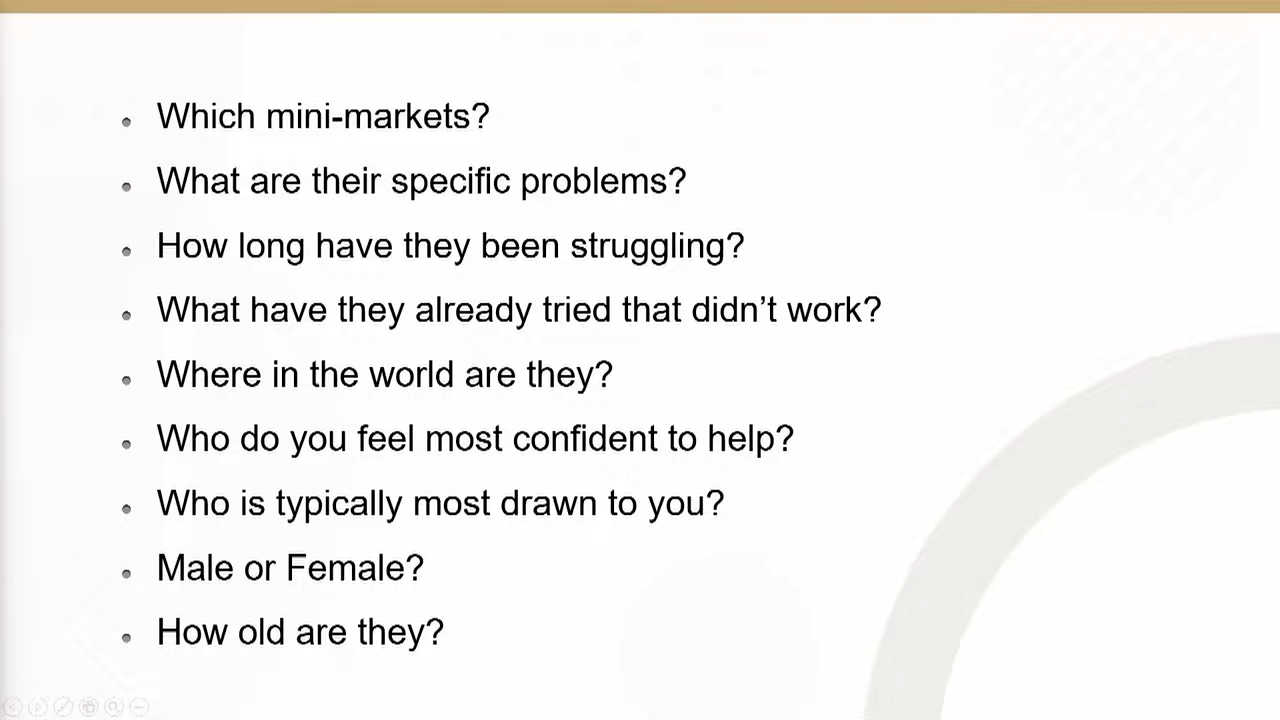 Which mini-markets?
What are their specific problems?
How long have they been struggling?
What have they already tried that didn’t work?
Where in the world are they?
Who do you feel most confident to help?
Who is typically most drawn to you?
Male or Female?
How old are they?